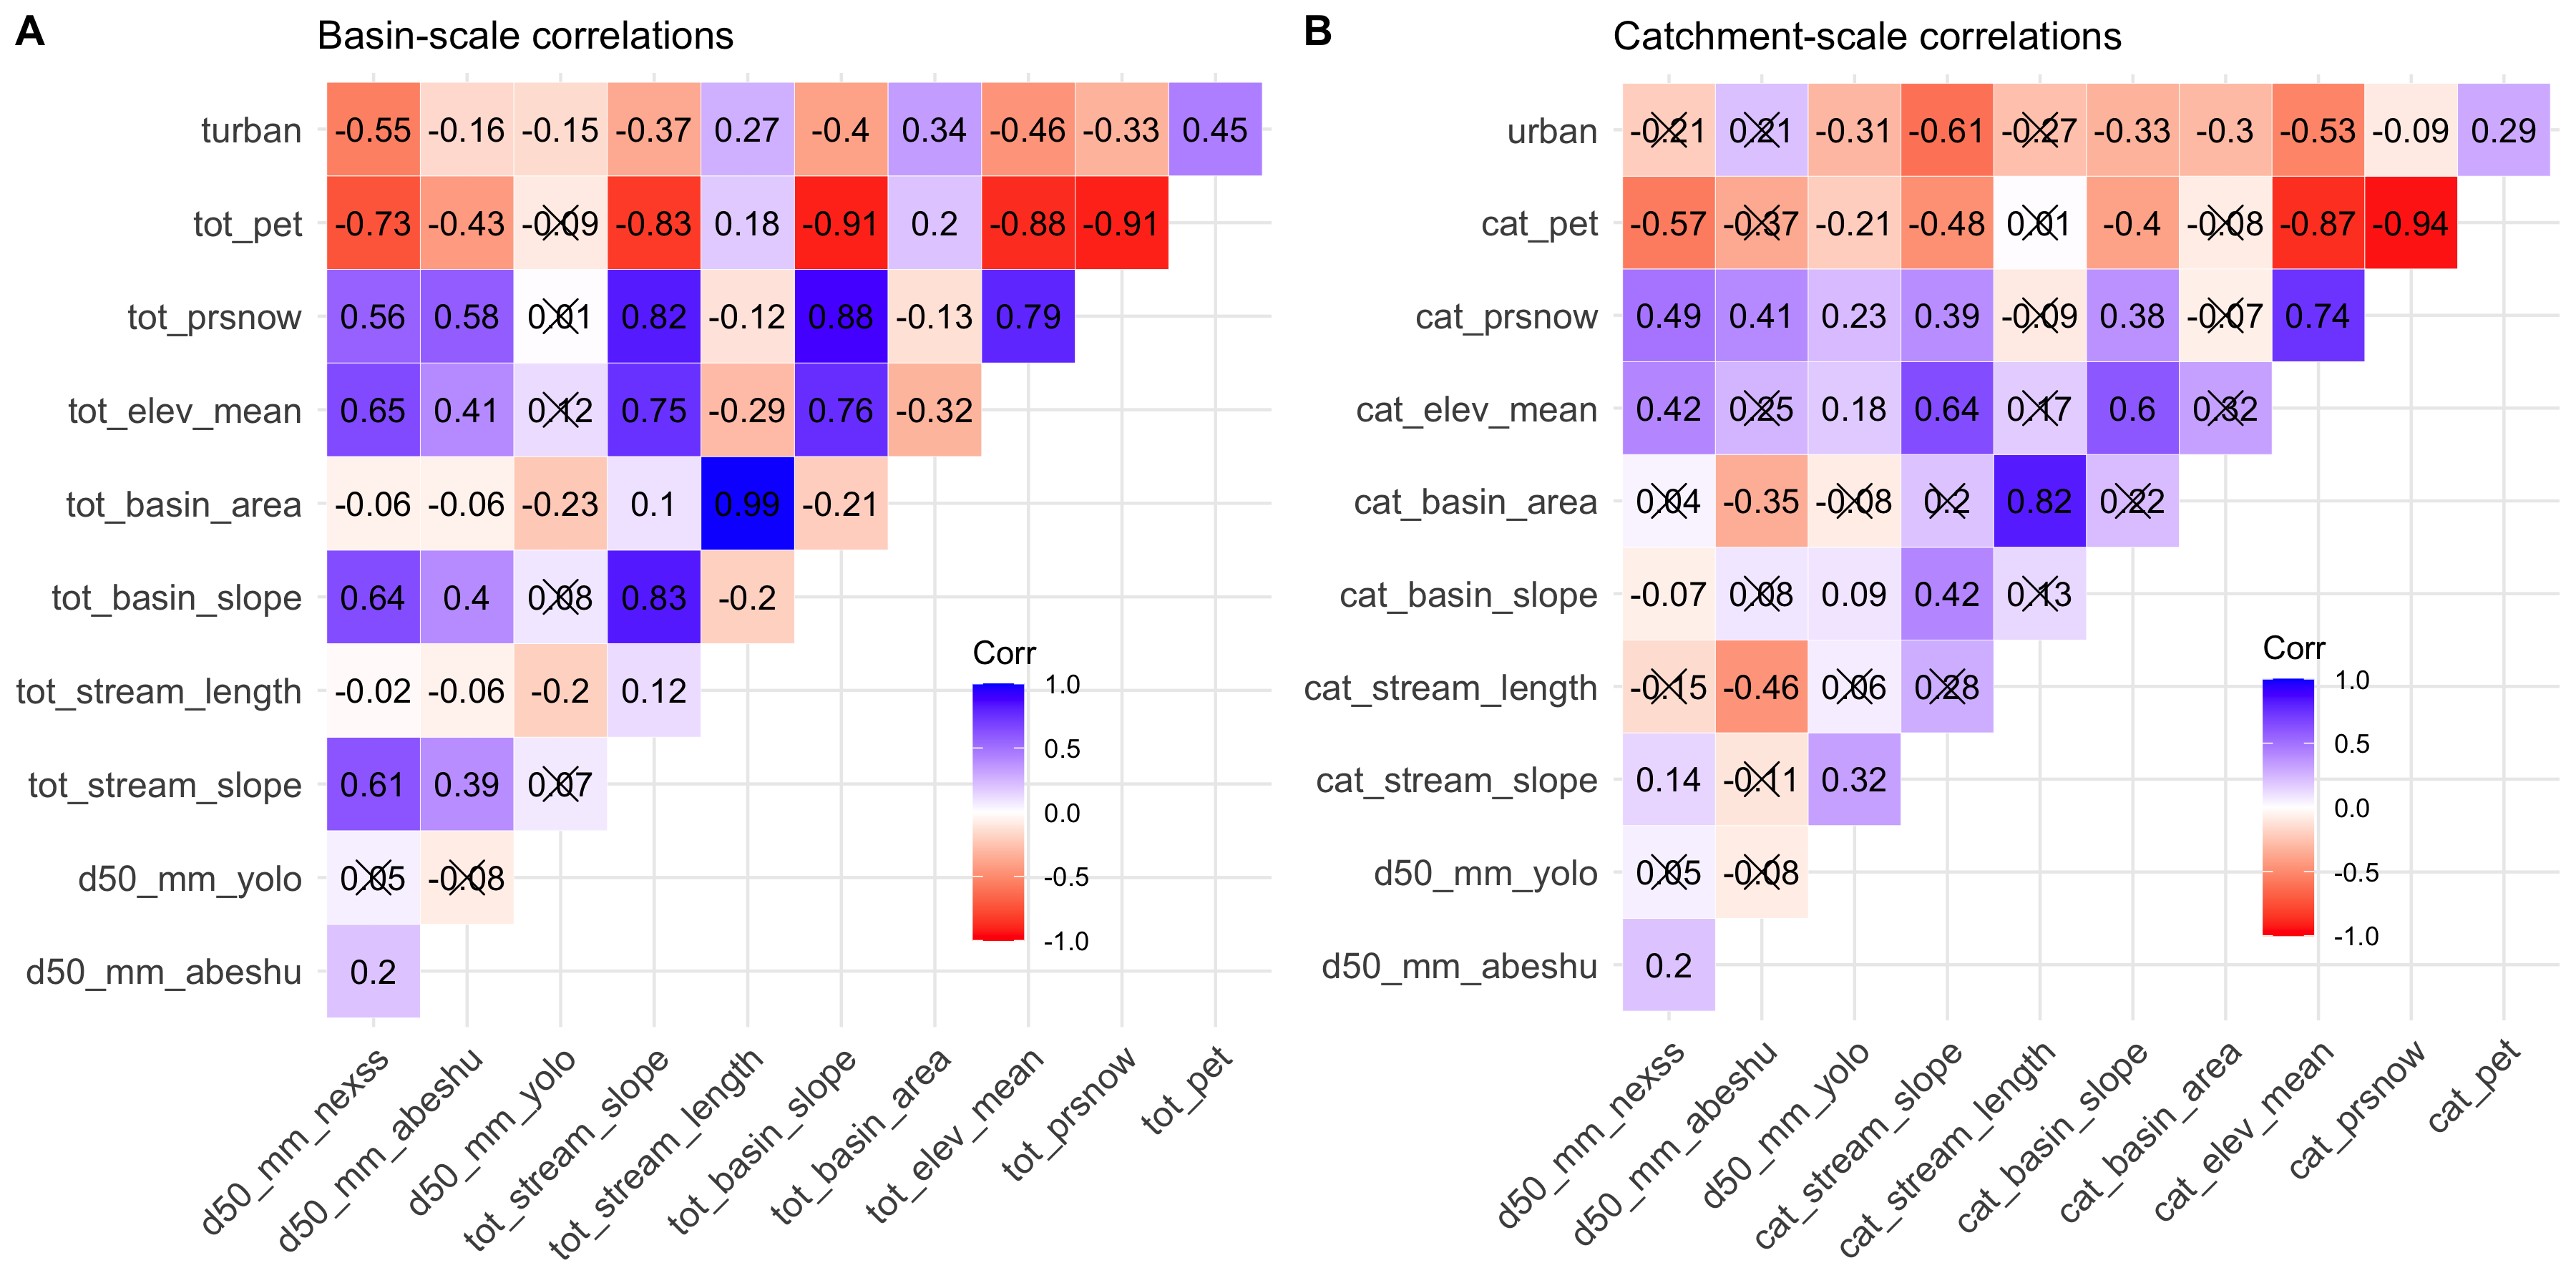 A
Basin-scale correlations
turban -0.55 -0.16 -0.15 -0.37 0.27 -0.4 0.34 -0.46 -0.33 0.45
tot_pet -0.73 -0.43 -0.09 -0.83 0.18 -0.91 0.2 -0.88 -0.91
tot_prsnow 0.56 0.58 0.01 0.82 -0.12 0.88 -0.13 0.79
tot_elev_mean 0.65 0.41 0.12 0.75 -0.29 0.76 -0.32
tot_basin_area -0.06 -0.06 -0.23 0.1 0.99 -0.21
tot_basin_slope 0.64 0.4 0.08 0.83 -0.2
tot_stream_length -0.02 -0.06 -0.2 0.12
tot_stream_slope 0.61 0.39 0.07
d50_mm_yolo 0.05 -0.08
d50_mm_abeshu 0.2
Corr
1.0
0.5
0.0
-0.5
-1.0
d50_mm_nexss
d50_mm_abeshu
d50_mm_yolo
tot_stream_slope
tot_stream_length
tot_basin_slope
tot_basin_area
tot_elev_mean
tot_prsnow
tot_pet
B
Catchment-scale correlations
urban -0.21 0.21 -0.31 -0.61 -0.27 -0.33 -0.3 -0.53 -0.09 0.29
cat_pet -0.57 -0.37 -0.21 -0.48 0.01 -0.4 -0.08 -0.87 -0.94
cat_prsnow 0.49 0.41 0.23 0.39 -0.09 0.38 -0.07 0.74
cat_elev_mean 0.42 0.25 0.18 0.64 0.17 0.6 0.32
cat_basin_area 0.04 -0.35 -0.08 0.2 0.82 0.22
cat_basin_slope -0.07 0.08 0.09 0.42 0.13
cat_stream_length -0.15 -0.46 0.06 0.28
cat_stream_slope 0.14 -0.11 0.32
d50_mm_yolo 0.05 -0.08
d50_mm_abeshu 0.2
Corr
1.0
0.5
0.0
-0.5
-1.0
d50_mm_nexss
d50_mm_abeshu
d50_mm_yolo
cat_stream_slope
cat_stream_length
cat_basin_slope
cat_basin_area
cat_elev_mean
cat_prsnow
cat_pet